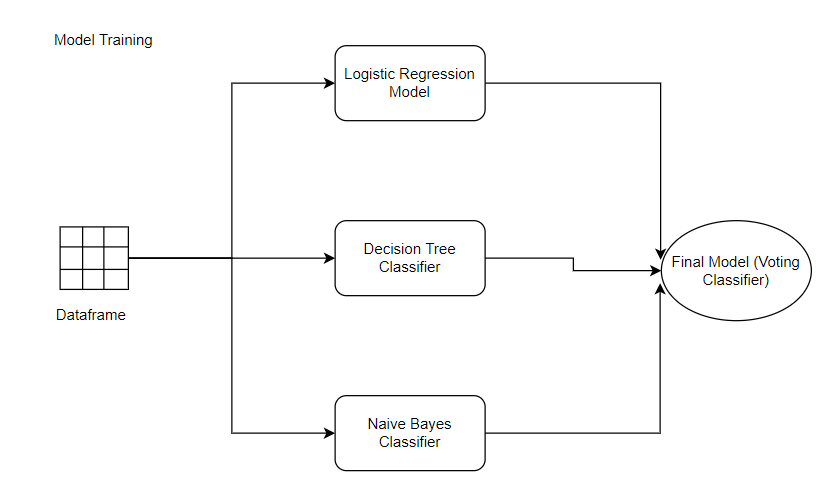 Model Training
Logistic Regression
Model
Decision Tree
Classifier
Final Model (Voting
Classifier)
Dataframe
Naive Bayes
Classifier